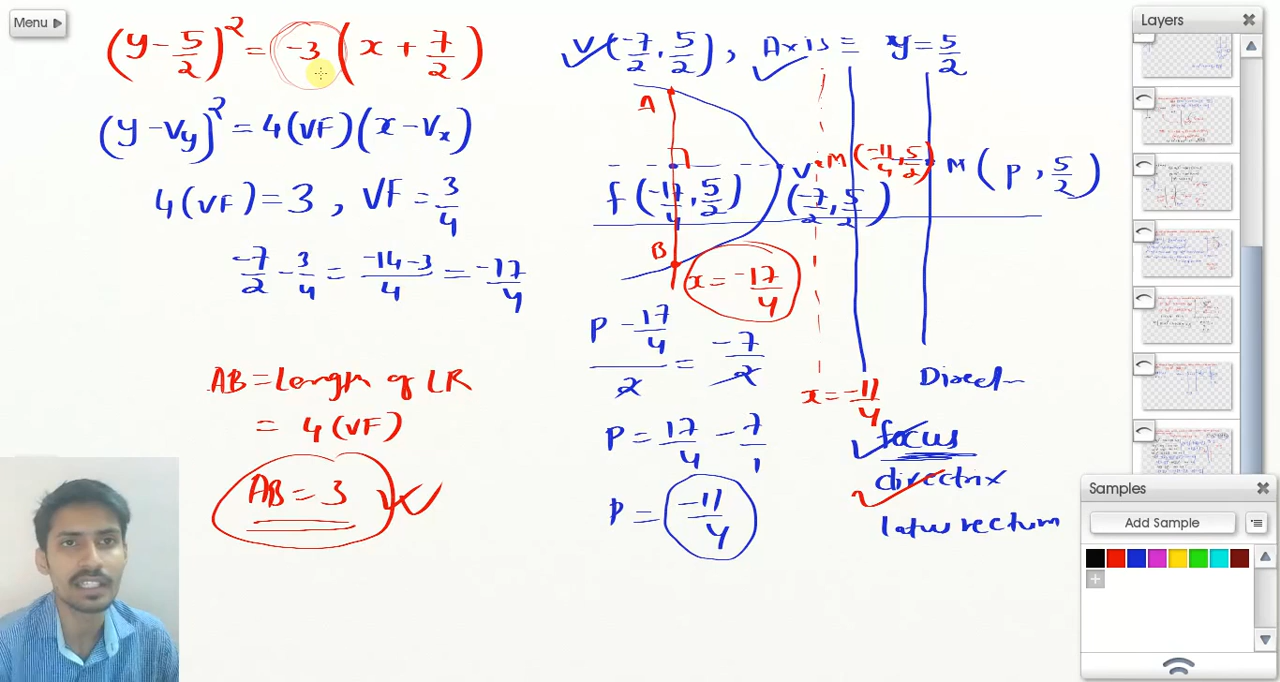 Menu
(y - 5/2)² = -3 (x + 7/2)
(y - Vy)² = 4(VF)(x - Vx)
4(VF) = 3 , VF = 3/4
-7/2 - 3/4 = -14-3/4 = -17/4
AB = Length of LR
= 4(VF)
AB = 3
V(-7/2, 5/2), Axis = y = 5/2
A
V M (-11/4, 5/2) M (P, 5/2)
f(-17/4, 5/2) (-7/2, 5/2)
B
x = -17/4
P - 17/4 / 2 = -7/2
x = -11/4
P = 17/4 - 7/1
P = -11/4
Direct
focus
directrix
latus rectum
Layers
Samples
Add Sample